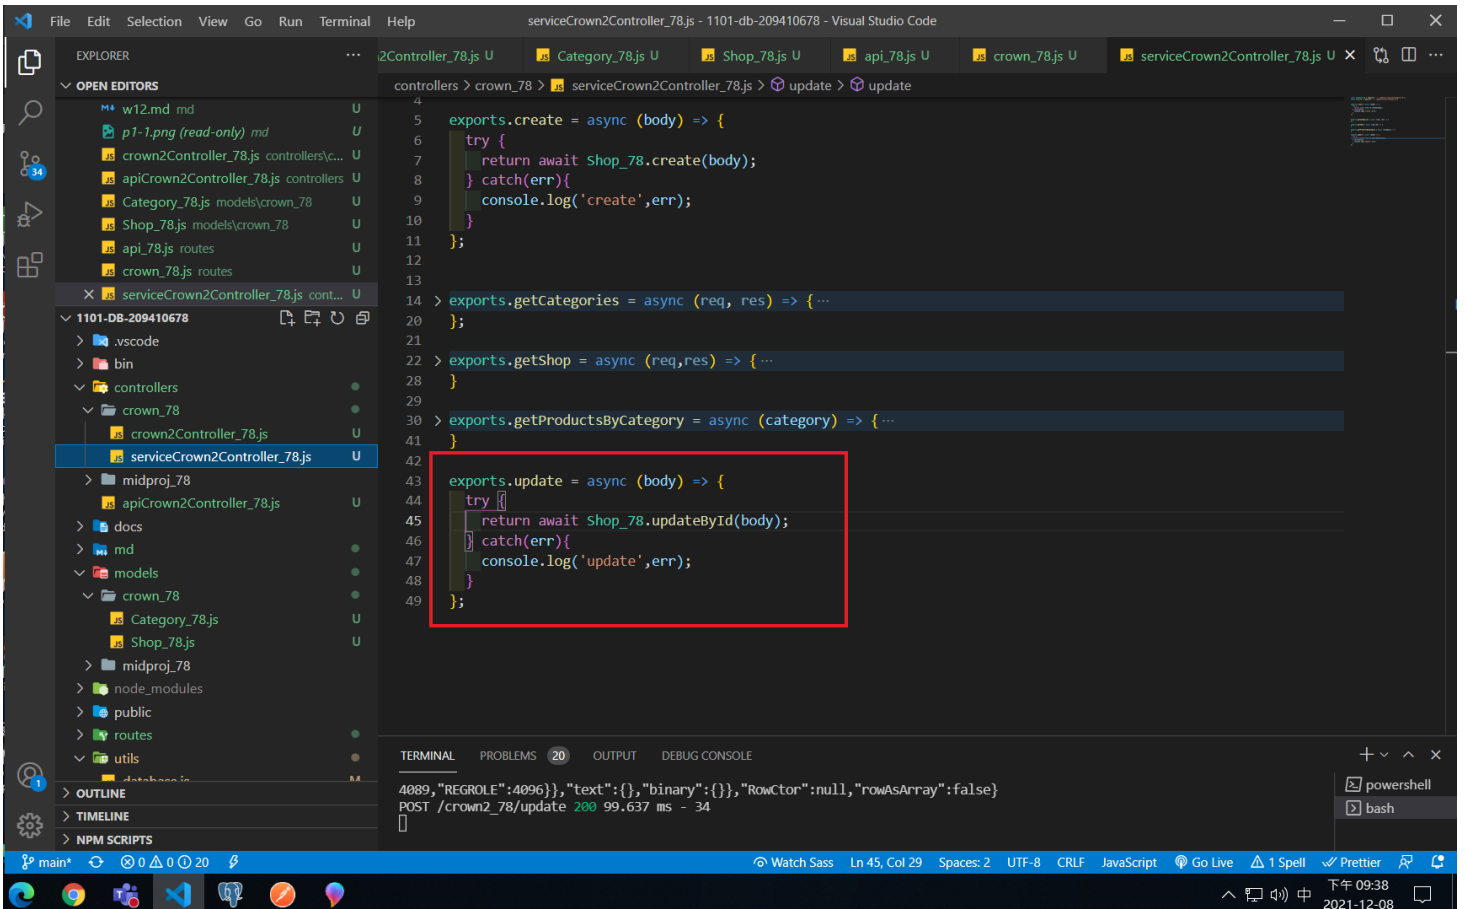 File Edit Selection View Go Run Terminal Help
serviceCrown2Controller_78.js - 1101-db-209410678 - Visual Studio Code
EXPLORER
2Controller_78.js U
Category_78.js U
Shop_78.js U
api_78.js U
crown_78.js U
serviceCrown2Controller_78.js U
OPEN EDITORS
w12.md md U
p1-1.png (read-only) md U
crown2Controller_78.js controllers\c... U
apiCrown2Controller_78.js controllers U
Category_78.js models\crown_78 U
Shop_78.js models\crown_78 U
api_78.js routes U
crown_78.js routes U
serviceCrown2Controller_78.js cont... U
1101-DB-209410678
.vscode
bin
controllers
crown_78
crown2Controller_78.js U
serviceCrown2Controller_78.js U
midproj_78
apiCrown2Controller_78.js U
docs
md
models
crown_78
Category_78.js U
Shop_78.js U
midproj_78
node_modules
public
routes
utils
database.js M
OUTLINE
TIMELINE
NPM SCRIPTS
34
1
controllers > crown_78 > serviceCrown2Controller_78.js > update > update
4
5 exports.create = async (body) => {
6 try {
7 return await Shop_78.create(body);
8 } catch(err){
9 console.log('create',err);
10 }
11 };
12
13
14 exports.getCategories = async (req, res) => { ...
20 };
21
22 exports.getShop = async (req,res) => { ...
28 }
29
30 exports.getProductsByCategory = async (category) => { ...
41 }
42
43 exports.update = async (body) => {
44 try {
45 return await Shop_78.updateById(body);
46 } catch(err){
47 console.log('update',err);
48 }
49 };
TERMINAL PROBLEMS 20 OUTPUT DEBUG CONSOLE
4089,"REGROLE":4096}},"text":{},"binary":{}},"RowCtor":null,"rowAsArray":false}
POST /crown2_78/update 200 99.637 ms - 34
powershell
bash
main* 0 0 20
Watch Sass Ln 45, Col 29 Spaces: 2 UTF-8 CRLF JavaScript Go Live 1 Spell Prettier
中
下午 09:38
2021-12-08